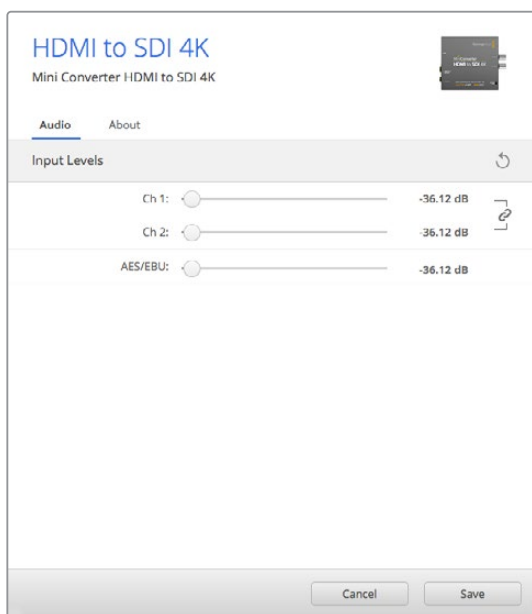 HDMI to SDI 4K
Mini Converter HDMI to SDI 4K
Audio About
Input Levels
Ch 1: -36.12 dB
Ch 2: -36.12 dB
AES/EBU: -36.12 dB
Cancel Save